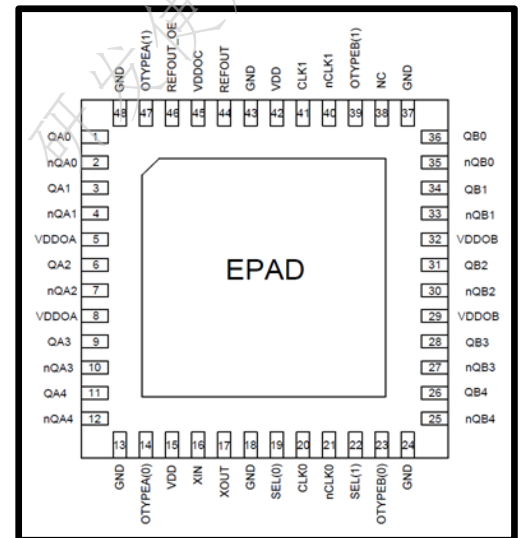 研发使
GND
OTYPEA(1)
REFOUT_OE
VDDOC
REFOUT
GND
VDD
CLK1
nCLK1
OTYPEB(1)
NC
GND
48 47 46 45 44 43 42 41 40 39 38 37
QA0 1
nQA0 2
QA1 3
nQA1 4
VDDOA 5
QA2 6
nQA2 7
VDDOA 8
QA3 9
nQA3 10
QA4 11
nQA4 12
EPAD
36 QB0
35 nQB0
34 QB1
33 nQB1
32 VDDOB
31 QB2
30 nQB2
29 VDDOB
28 QB3
27 nQB3
26 QB4
25 nQB4
13 14 15 16 17 18 19 20 21 22 23 24
GND
OTYPEA(0)
VDD
XIN
XOUT
GND
SEL(0)
CLK0
nCLK0
SEL(1)
OTYPEB(0)
GND